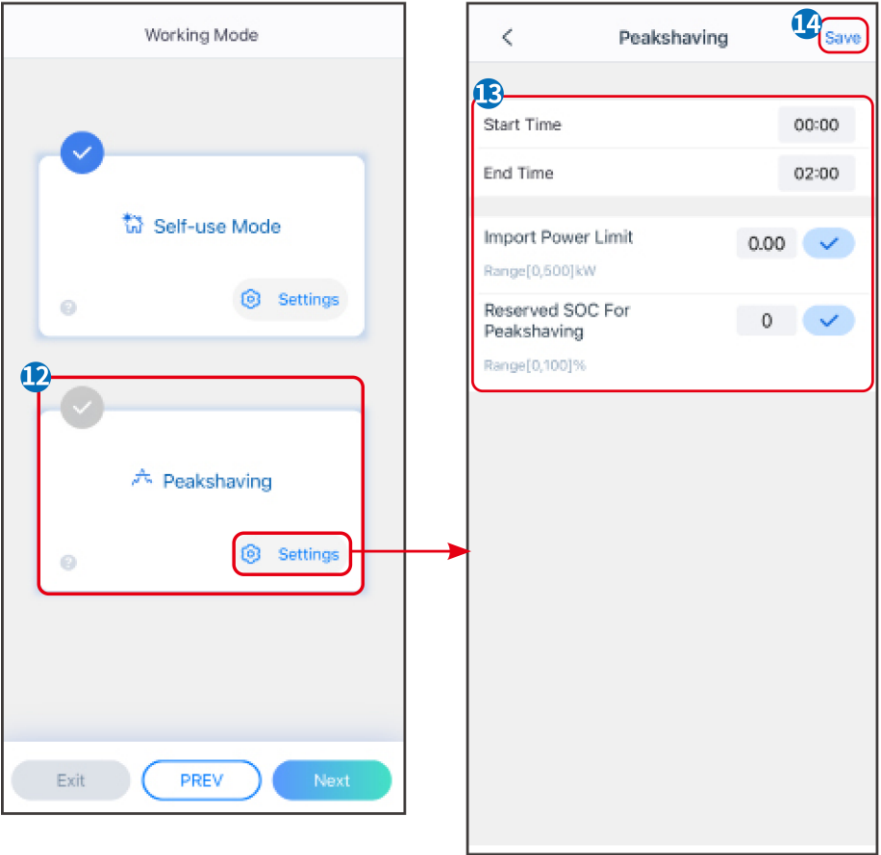 Working Mode
Self-use Mode
?
Settings
12
Peakshaving
?
Settings
Exit
PREV
Next
14
Peakshaving
Save
13
Start Time
00:00
End Time
02:00
Import Power Limit
0.00
Range[0,500]kW
Reserved SOC For
Peakshaving
0
Range[0,100]%